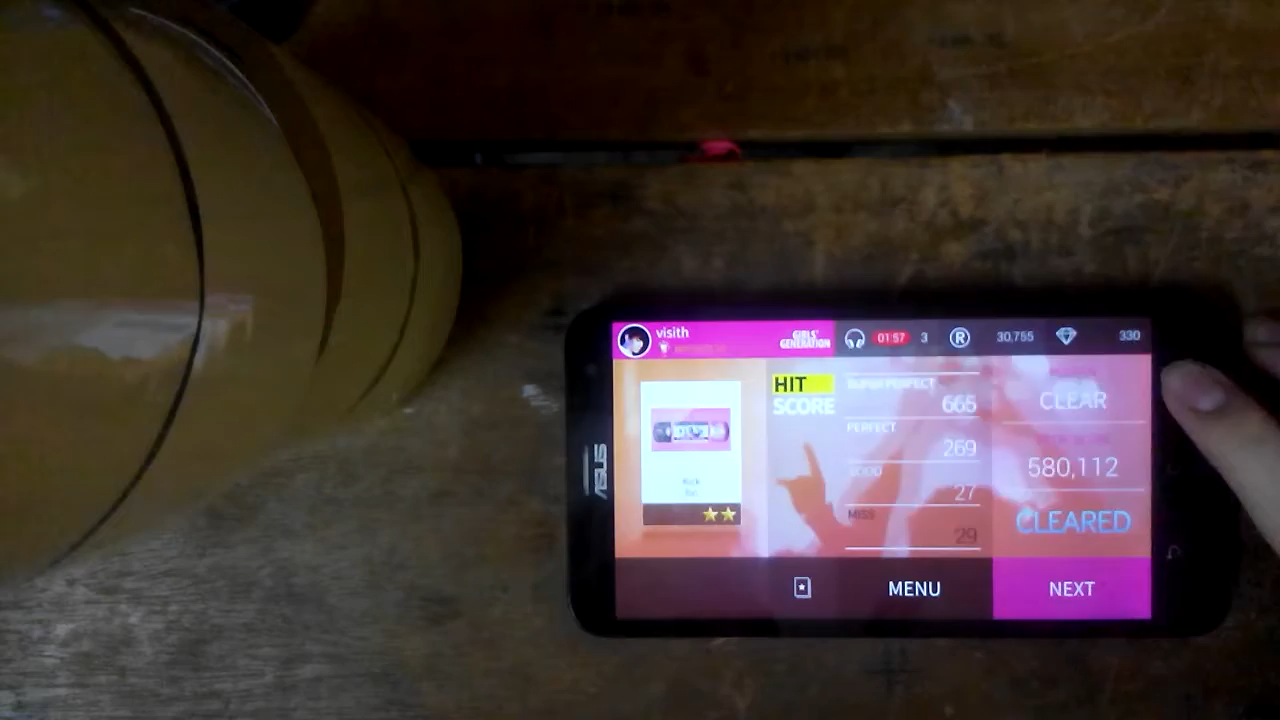 visith
GIRLS'
GENERATION
01:57
3
R
30,755
330
HIT
SCORE
SUPER PERFECT
665
PERFECT
269
GOOD
27
MISS
29
CLEAR
580,112
CLEARED
MENU
NEXT
ASUS